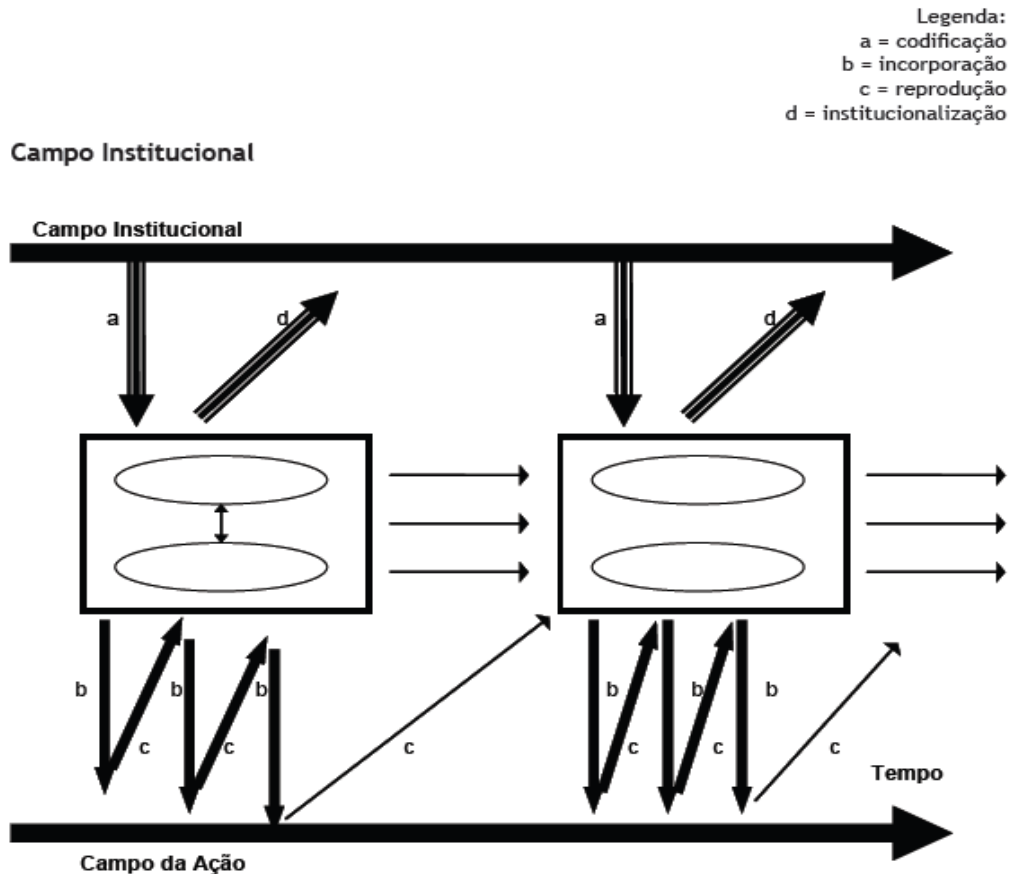 Legenda:
a = codificação
b = incorporação
c = reprodução
d = institucionalização
Campo Institucional
Campo Institucional
a
d
a
d
b
b
b
b
b
b
c
c
c
c
c
c
Tempo
Campo da Ação